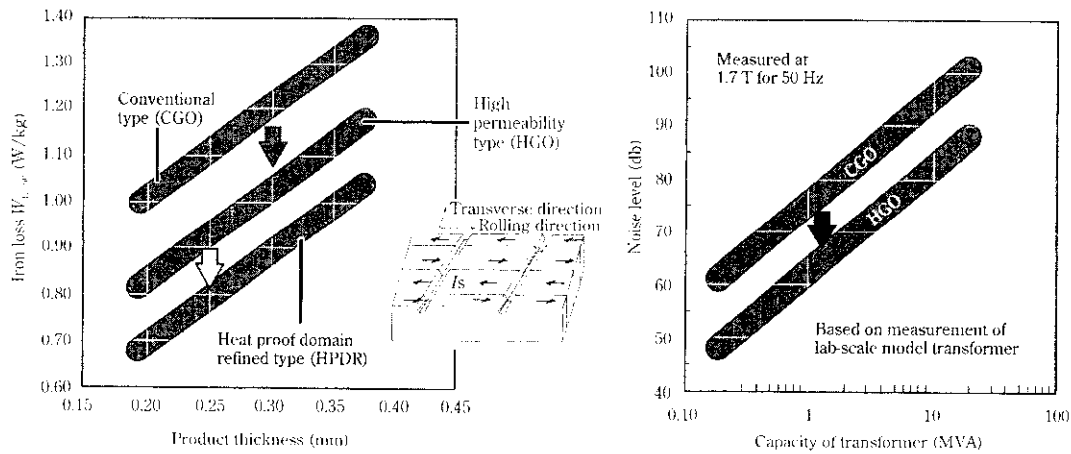 1.40
1.30
1.20
1.10
1.00
0.90
0.80
0.70
0.60
Iron loss (W/kg)
0.15 0.20 0.25 0.30 0.35 0.40 0.45
Product thickness (mm)
Conventional
type (CGO)
High
permeability
type (HGO)
Heat proof domain
refined type (HPDR)
Transverse direction
Rolling direction
Is
110
100
90
80
70
60
50
40
Noise level (db)
0.10 1 10 100
Capacity of transformer (MVA)
Measured at
1.7 T for 50 Hz
CGO
HGO
Based on measurement of
lab-scale model transformer